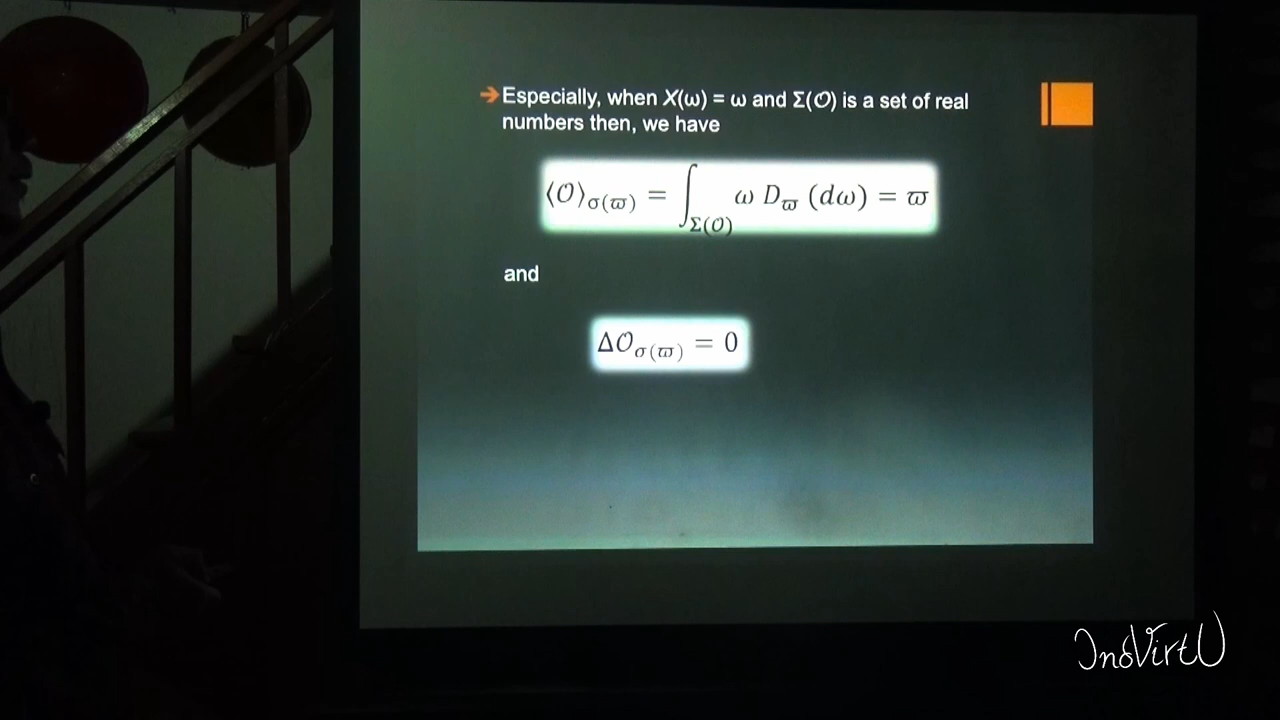 Especially, when X(ω) = ω and Σ(𝒪) is a set of real
numbers then, we have
⟨𝒪⟩σ(ϖ) = ∫Σ(𝒪) ω Dϖ (dω) = ϖ
and
Δ𝒪σ(ϖ) = 0
InoVirtU